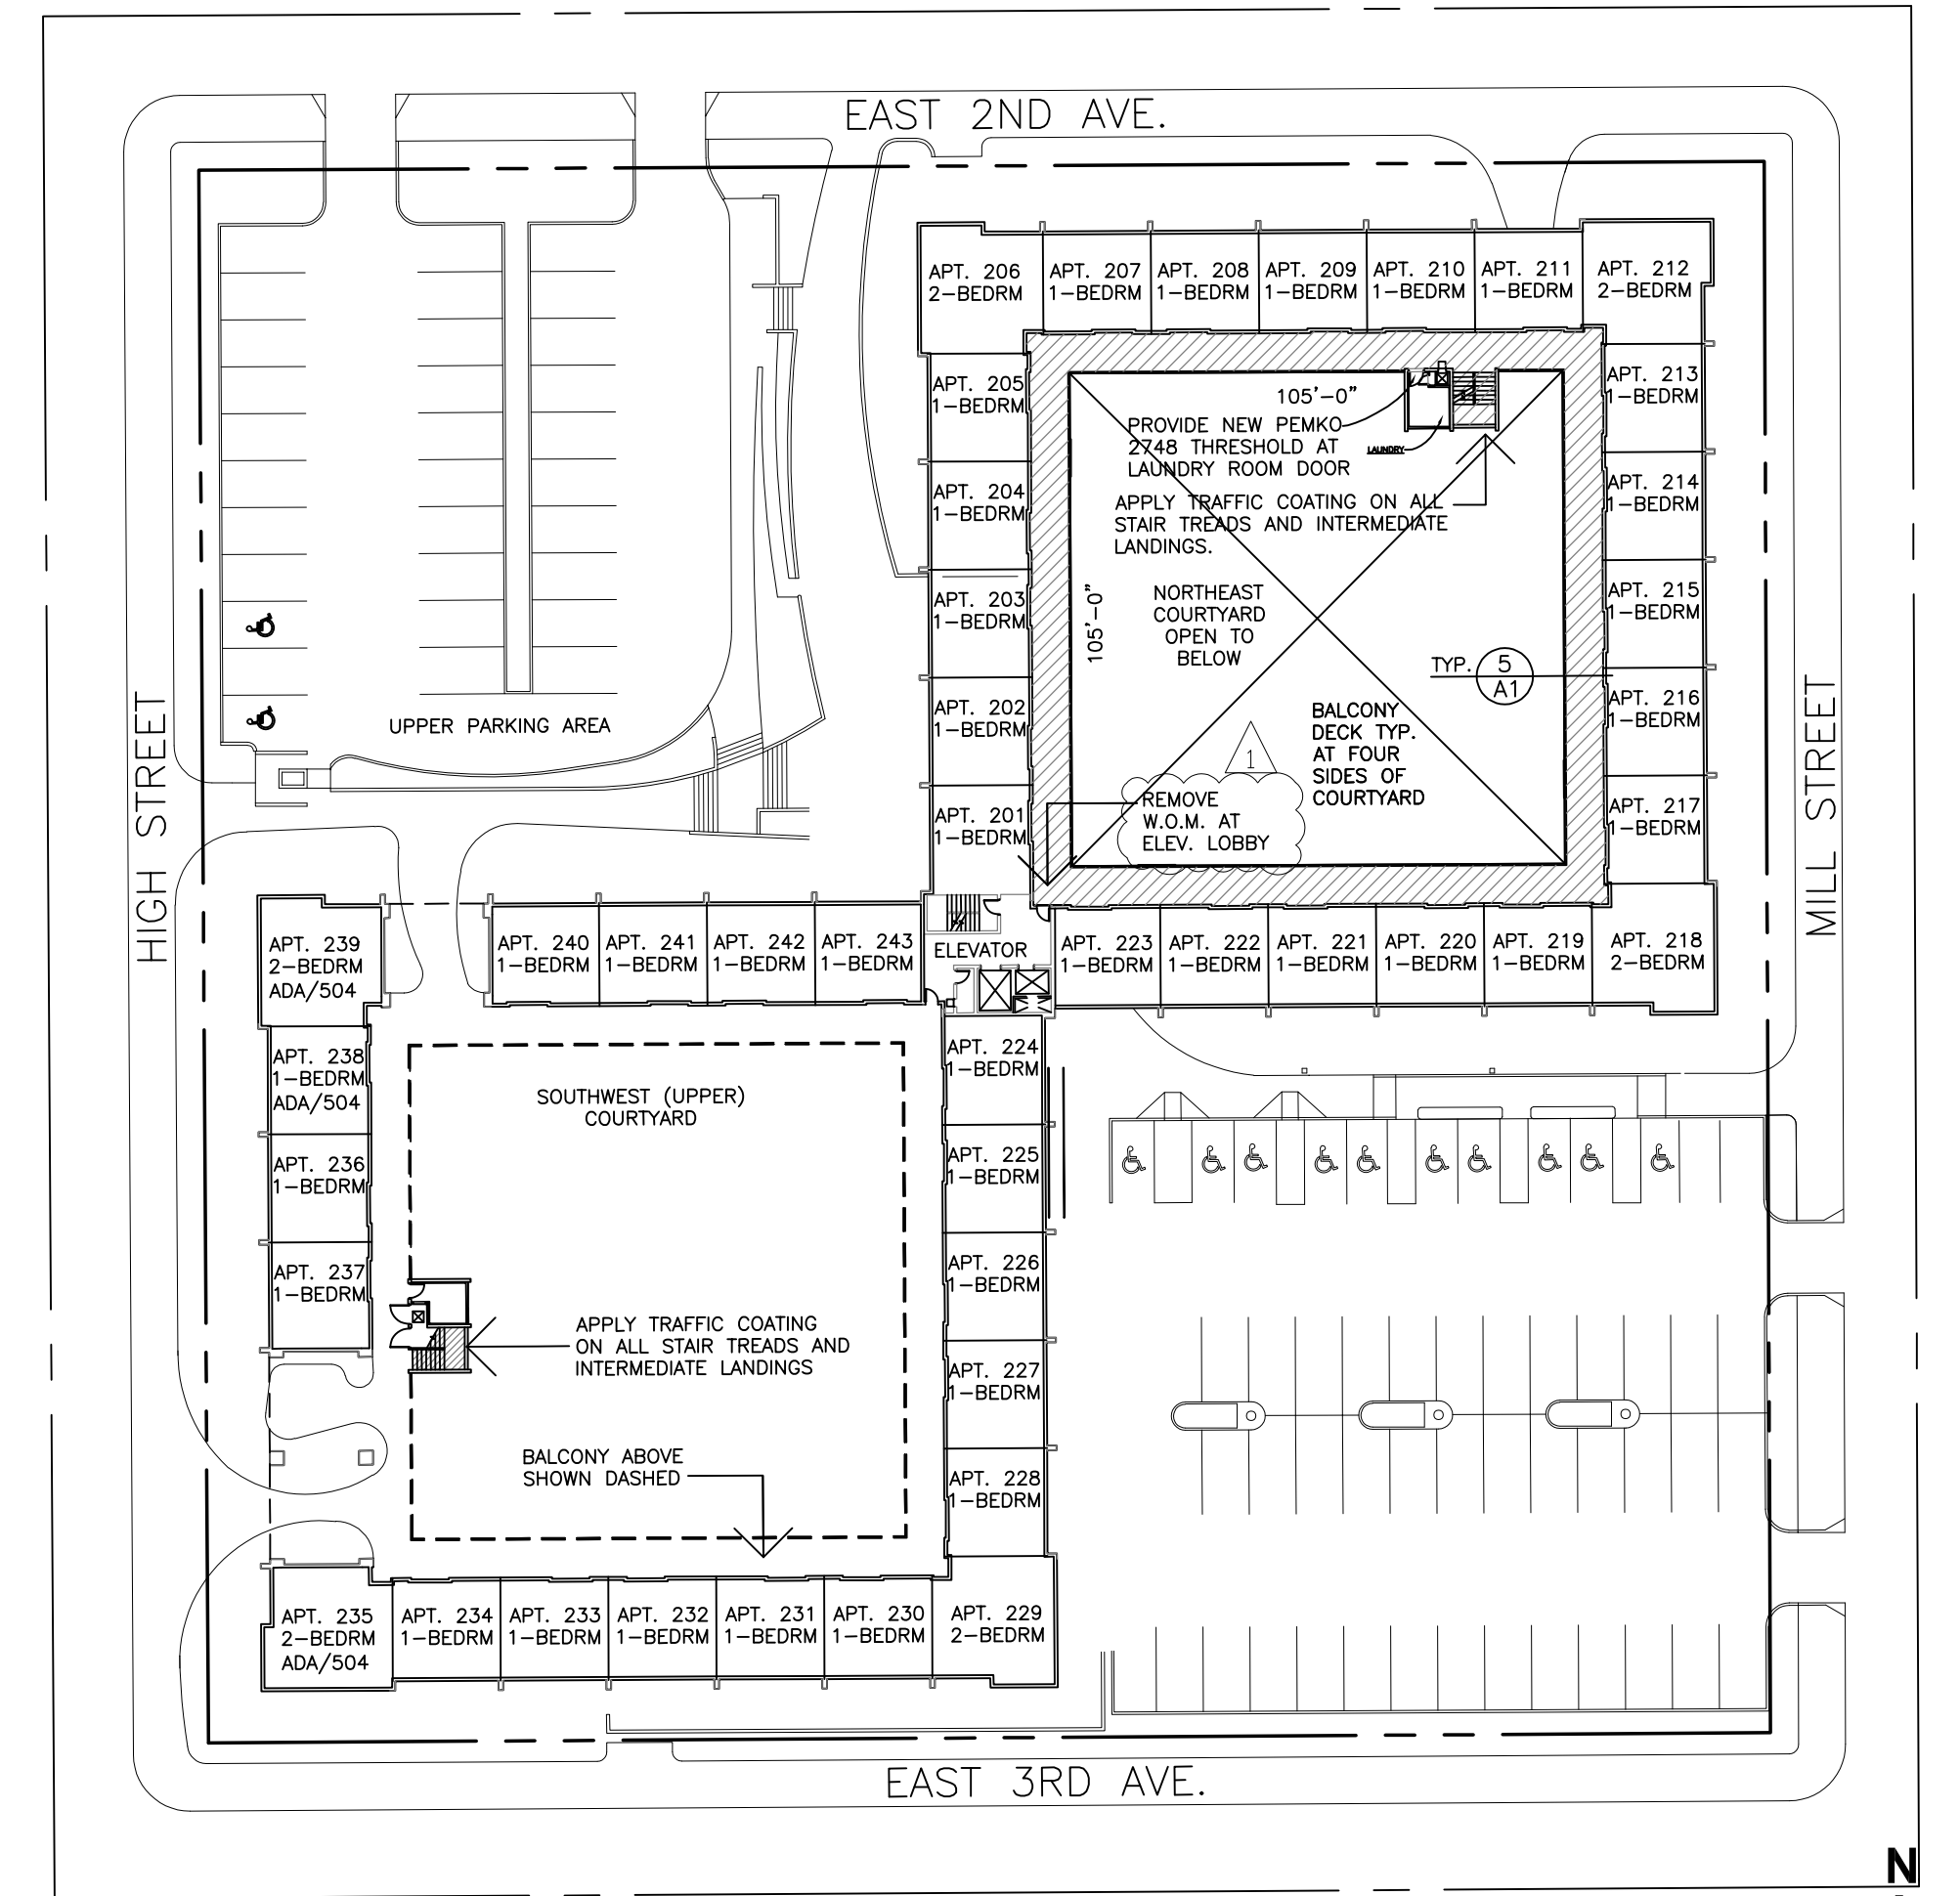 EAST 2ND AVE.
APT. 206
2-BEDRM
APT. 207
1-BEDRM
APT. 208
1-BEDRM
APT. 209
1-BEDRM
APT. 210
1-BEDRM
APT. 211
1-BEDRM
APT. 212
2-BEDRM
APT. 205
1-BEDRM
APT. 204
1-BEDRM
APT. 203
1-BEDRM
APT. 202
1-BEDRM
APT. 201
1-BEDRM
105'-0"
PROVIDE NEW PEMKO
2748 THRESHOLD AT
LAUNDRY ROOM DOOR
LAUNDRY
APPLY TRAFFIC COATING ON ALL
STAIR TREADS AND INTERMEDIATE
LANDINGS.
105'-0"
NORTHEAST
COURTYARD
OPEN TO
BELOW
TYP.
5
A1
BALCONY
DECK TYP.
AT FOUR
SIDES OF
COURTYARD
1
REMOVE
W.O.M. AT
ELEV. LOBBY
APT. 213
1-BEDRM
APT. 214
1-BEDRM
APT. 215
1-BEDRM
APT. 216
1-BEDRM
APT. 217
1-BEDRM
UPPER PARKING AREA
HIGH STREET
MILL STREET
APT. 239
2-BEDRM
ADA/504
APT. 240
1-BEDRM
APT. 241
1-BEDRM
APT. 242
1-BEDRM
APT. 243
1-BEDRM
ELEVATOR
APT. 223
1-BEDRM
APT. 222
1-BEDRM
APT. 221
1-BEDRM
APT. 220
1-BEDRM
APT. 219
1-BEDRM
APT. 218
2-BEDRM
APT. 238
1-BEDRM
ADA/504
APT. 236
1-BEDRM
APT. 237
1-BEDRM
SOUTHWEST (UPPER)
COURTYARD
APPLY TRAFFIC COATING
ON ALL STAIR TREADS AND
INTERMEDIATE LANDINGS
BALCONY ABOVE
SHOWN DASHED
APT. 224
1-BEDRM
APT. 225
1-BEDRM
APT. 226
1-BEDRM
APT. 227
1-BEDRM
APT. 228
1-BEDRM
APT. 235
2-BEDRM
ADA/504
APT. 234
1-BEDRM
APT. 233
1-BEDRM
APT. 232
1-BEDRM
APT. 231
1-BEDRM
APT. 230
1-BEDRM
APT. 229
2-BEDRM
EAST 3RD AVE.
N